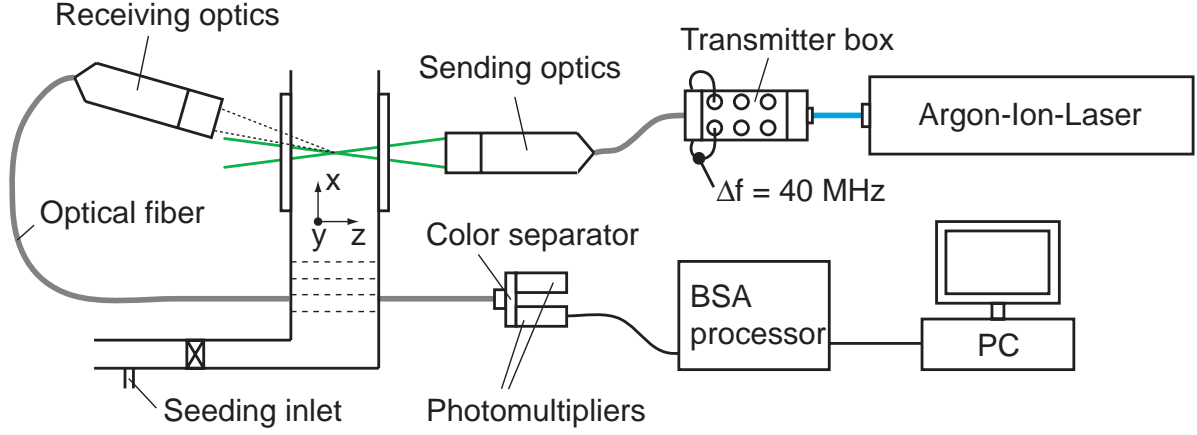 Receiving optics
Transmitter box
Sending optics
Argon-Ion-Laser
Δf = 40 MHz
x
Optical fiber
y
z
Color separator
BSA
processor
PC
Seeding inlet
Photomultipliers